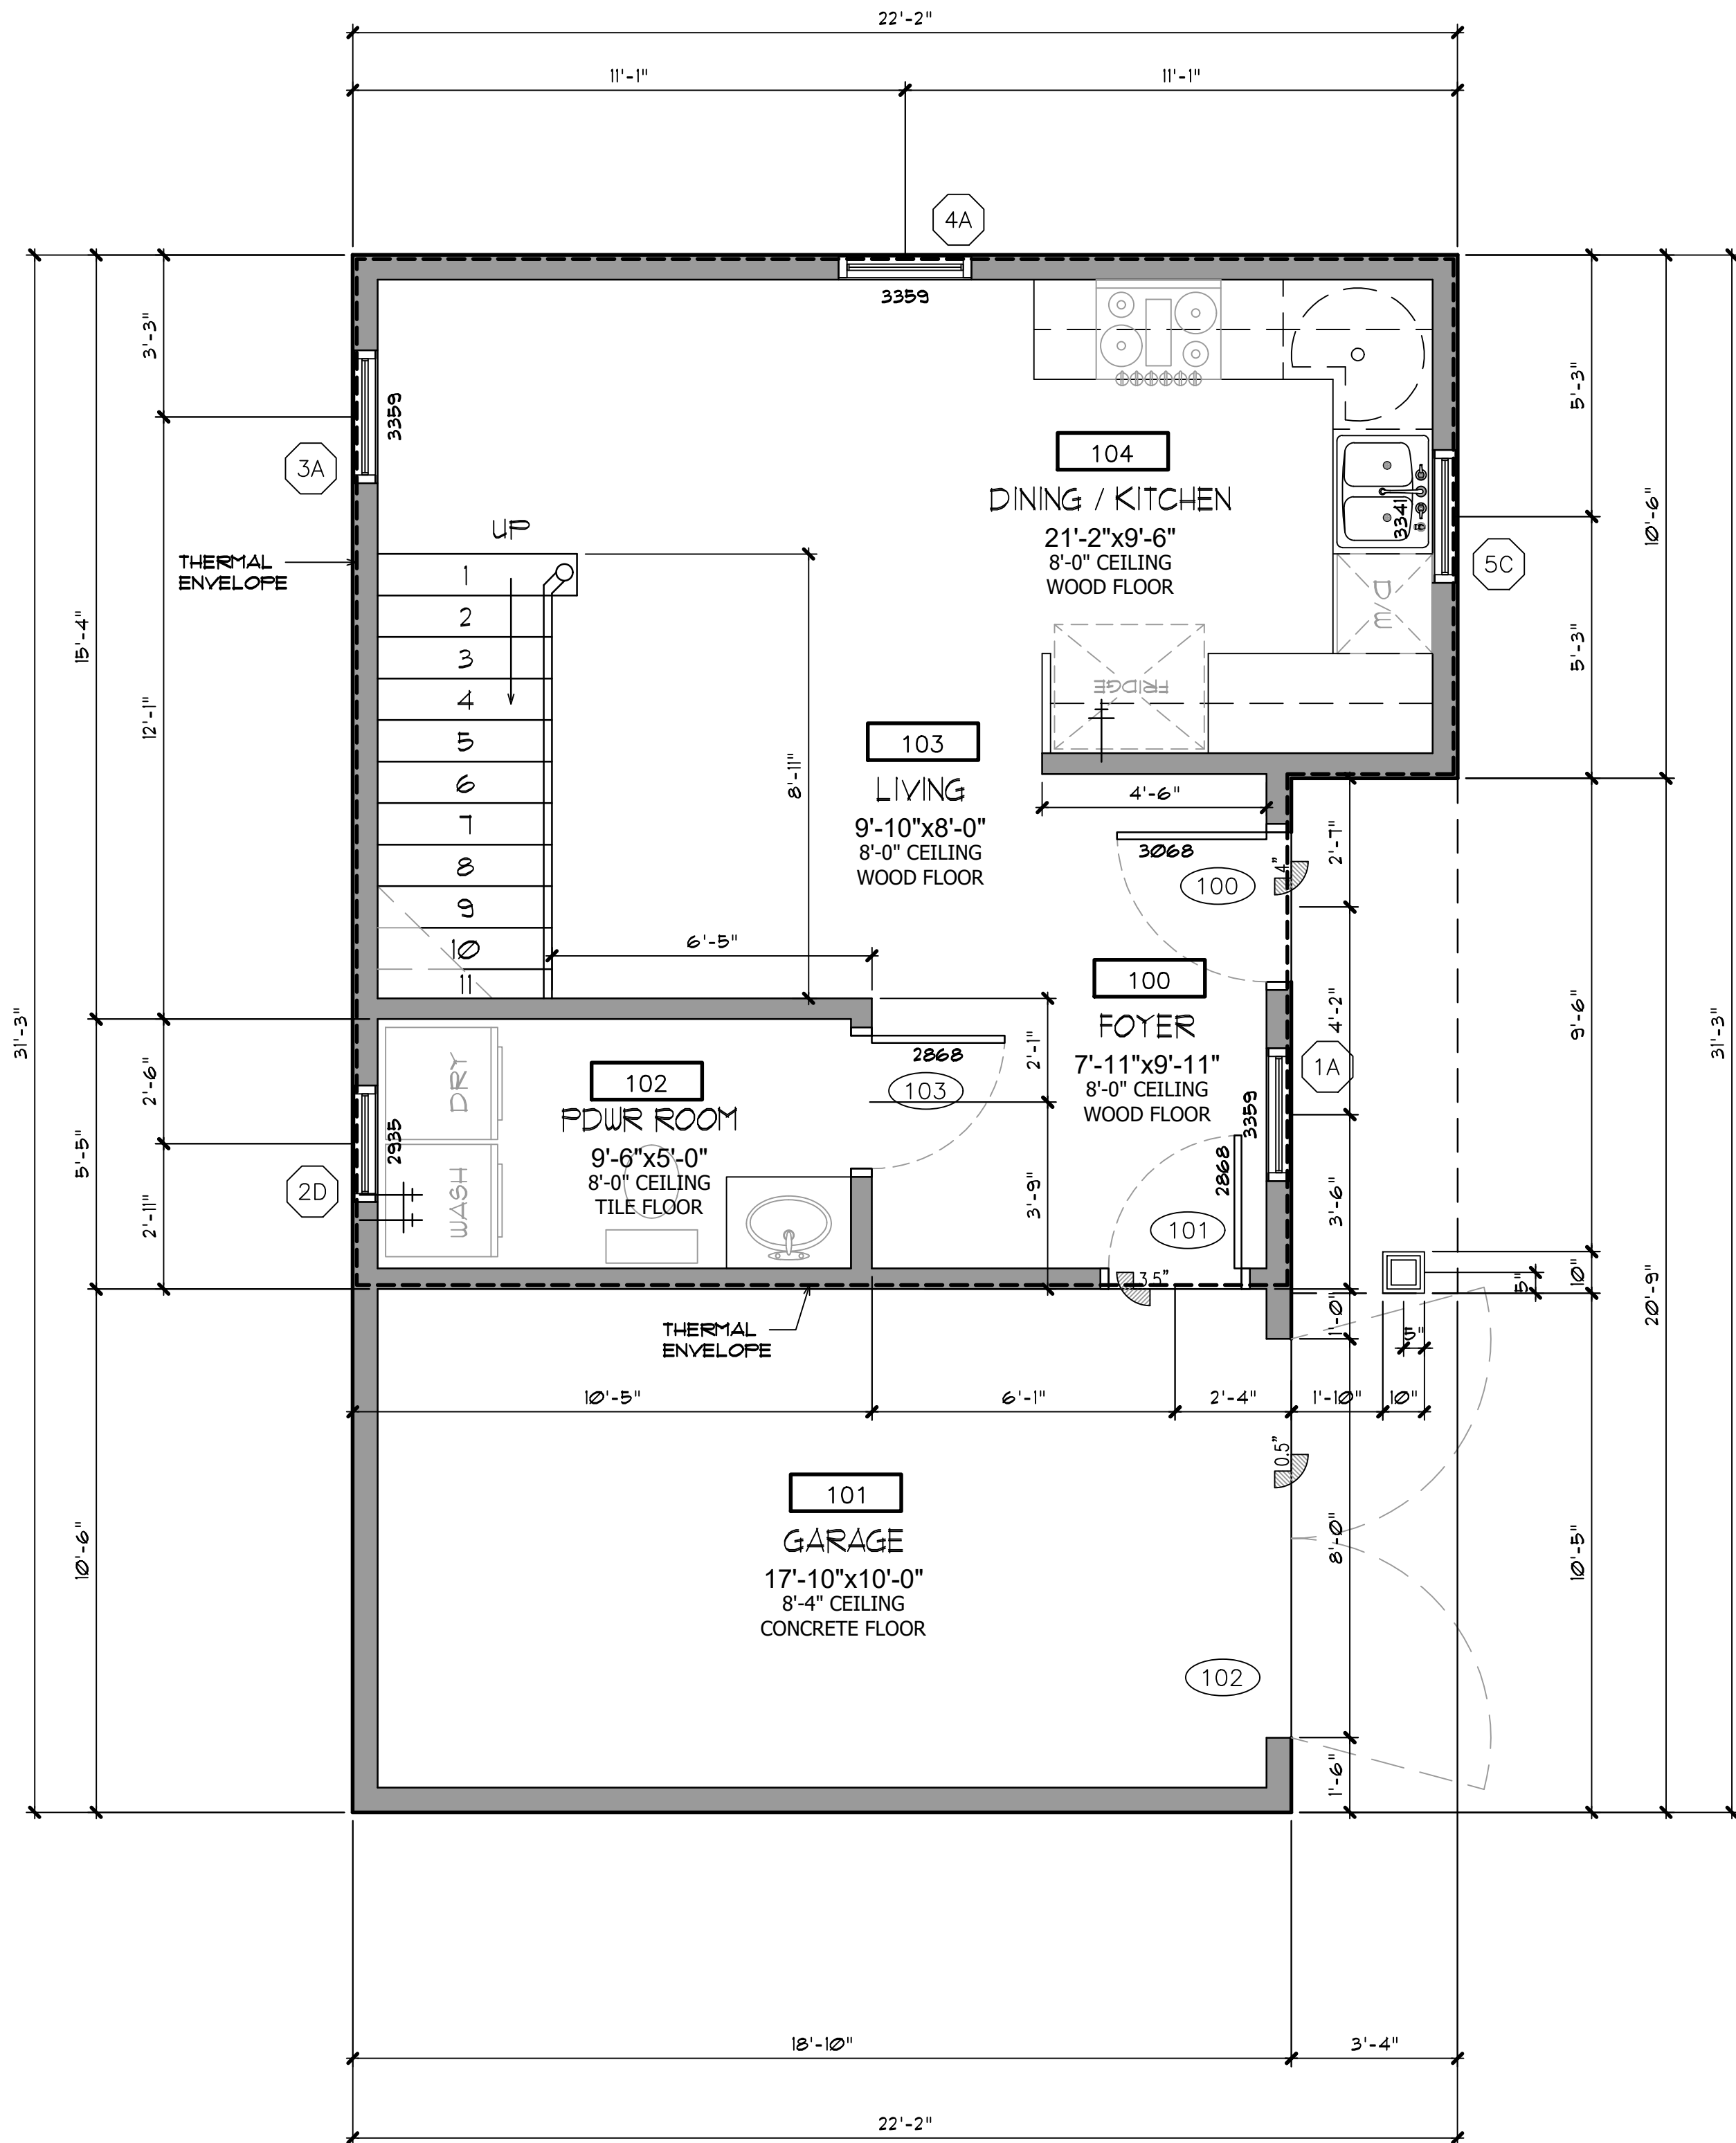 22'-2"
11'-1" 11'-1"
4A
3359
3'-3"
3359
3A
5'-3"
104
DINING / KITCHEN
21'-2"x9'-6"
8'-0" CEILING
WOOD FLOOR
3341
10'-6"
UP
THERMAL
ENVELOPE
5C
1
2
3
4
5
6
7
8
9
10
11
D/W
15'-4"
5'-3"
FRIDGE
12'-1"
103
LIVING
9'-10"x8'-0"
8'-0" CEILING
WOOD FLOOR
8'-11"
4'-6"
3068
100
4"
2'-7"
6'-5"
100
FOYER
7'-11"x9'-11"
8'-0" CEILING
WOOD FLOOR
4'-2"
9'-6"
31'-3"
31'-3"
2868
103
2'-1"
1A
3359
DRY
102
PDWR ROOM
9'-6"x5'-0"
8'-0" CEILING
TILE FLOOR
2'-6"
2935
5'-5"
WASH
2D
2'-11"
3'-9"
2868
101
3'-6"
3.5"
THERMAL
ENVELOPE
1'-0"
10"
5"
5"
20'-9"
10'-5" 6'-1" 2'-4" 1'-10" 10"
0.5"
101
GARAGE
17'-10"x10'-0"
8'-4" CEILING
CONCRETE FLOOR
10'-6"
8'-0"
10'-5"
102
1'-6"
18'-10" 3'-4"
22'-2"